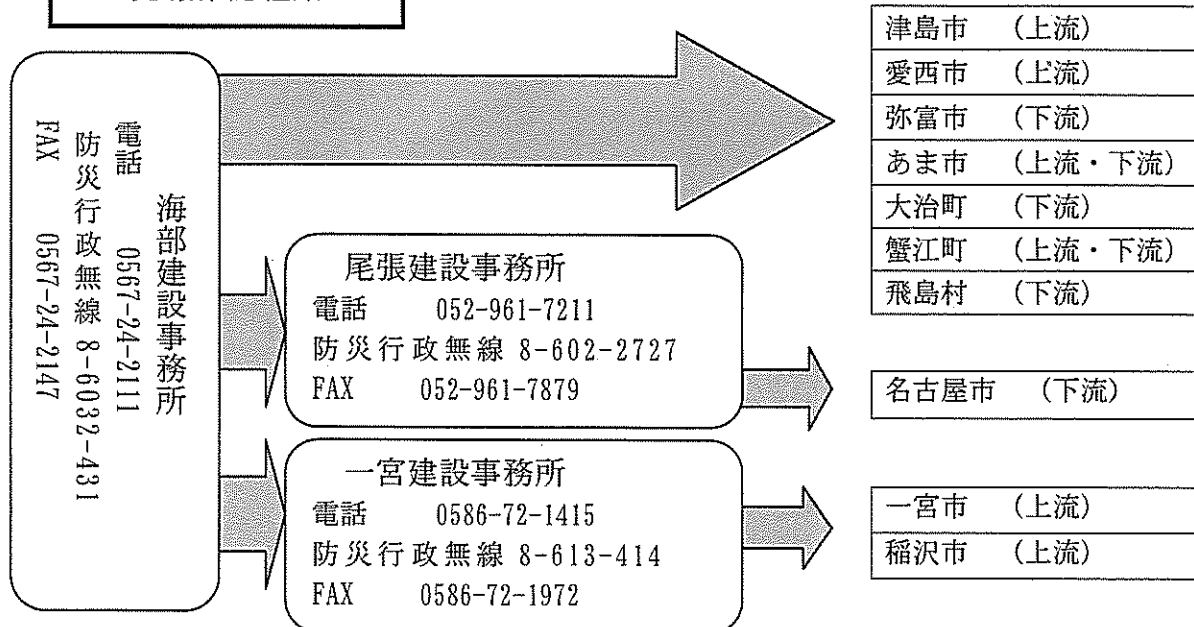 海部建設事務所
電話 0567-24-2111
防災行政無線 8-6032-431
FAX 0567-24-2147
尾張建設事務所
電話 052-961-7211
防災行政無線 8-602-2727
FAX 052-961-7879
一宮建設事務所
電話 0586-72-1415
防災行政無線 8-613-414
FAX 0586-72-1972
津島市 (上流)
愛西市 (上流)
弥富市 (下流)
あま市 (上流・下流)
大治町 (下流)
蟹江町 (上流・下流)
飛島村 (下流)
名古屋市 (下流)
一宮市 (上流)
稲沢市 (上流)